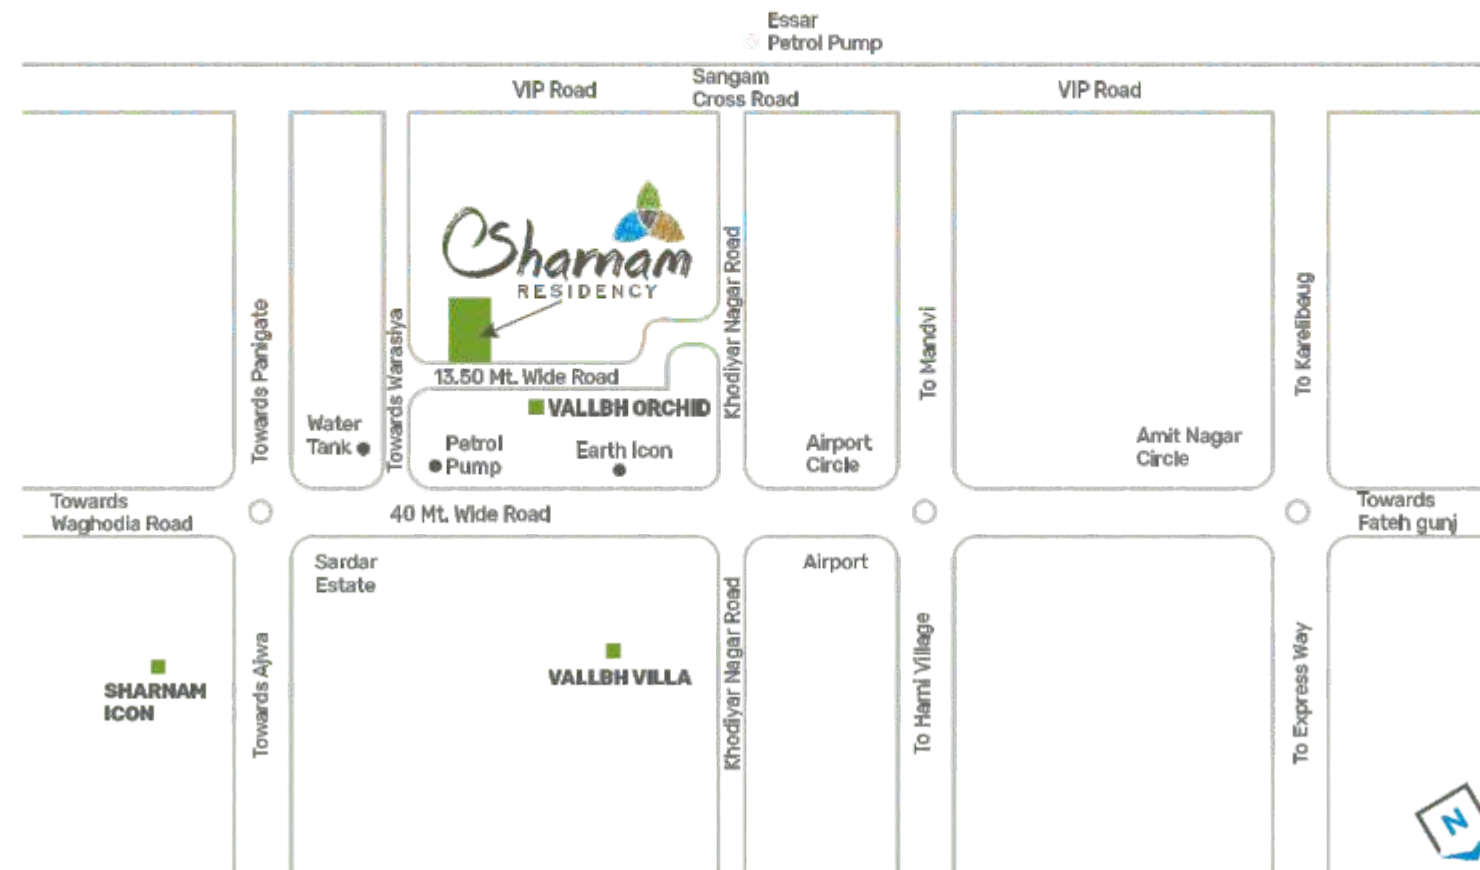 Essar
Petrol Pump
VIP Road
Sangam
Cross Road
VIP Road
Sharnam
RESIDENCY
Towards Panigate
Towards Warasiya
Khodiyar Nagar Road
To Mandvi
To Karelibaug
13.50 Mt. Wide Road
VALLBH ORCHID
Water
Tank
Petrol
Pump
Earth Icon
Airport
Circle
Amit Nagar
Circle
Towards
Waghodia Road
40 Mt. Wide Road
Towards
Fateh gunj
Sardar
Estate
Airport
SHARNAM
ICON
Towards Ajwa
VALLBH VILLA
Khodiyar Nagar Road
To Harni Village
To Express Way
N